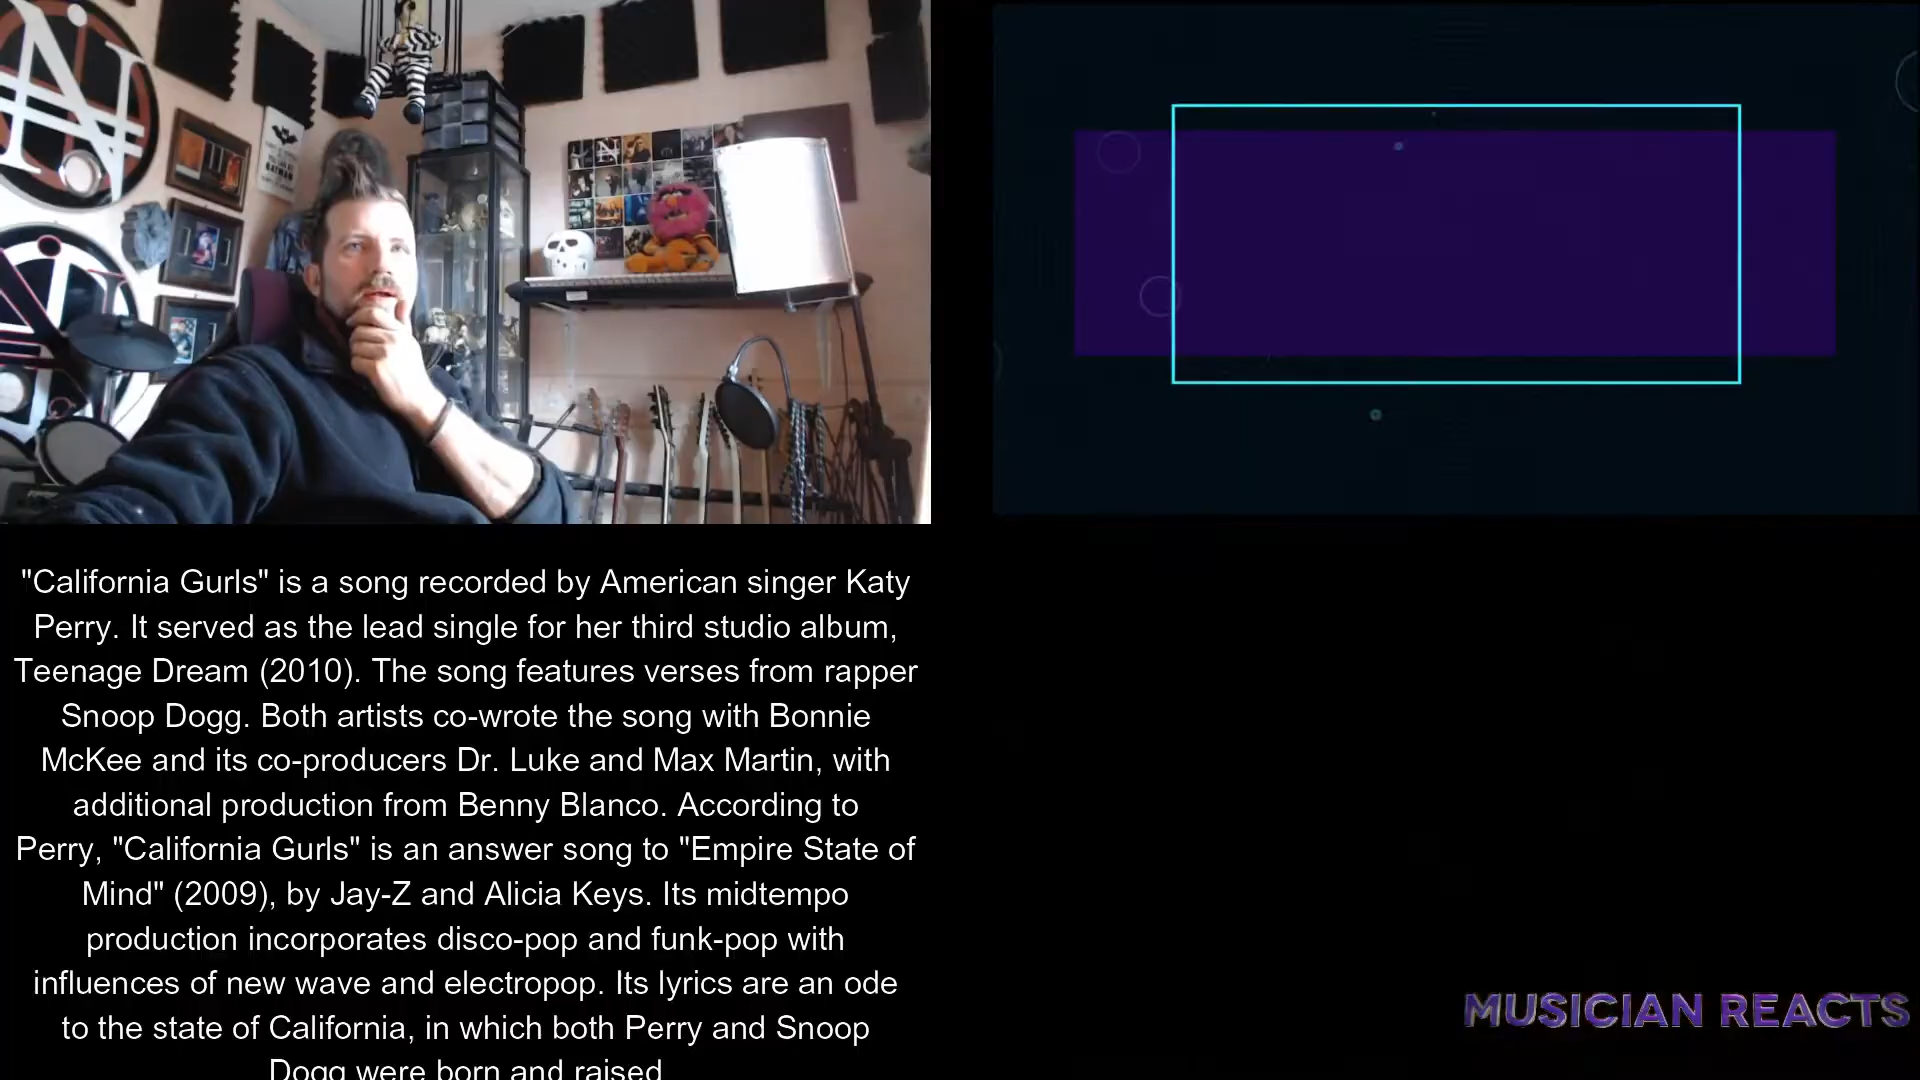 BATMAN
"California Gurls" is a song recorded by American singer Katy
Perry. It served as the lead single for her third studio album,
Teenage Dream (2010). The song features verses from rapper
Snoop Dogg. Both artists co-wrote the song with Bonnie
McKee and its co-producers Dr. Luke and Max Martin, with
additional production from Benny Blanco. According to
Perry, "California Gurls" is an answer song to "Empire State of
Mind" (2009), by Jay-Z and Alicia Keys. Its midtempo
production incorporates disco-pop and funk-pop with
influences of new wave and electropop. Its lyrics are an ode
to the state of California, in which both Perry and Snoop
Dogg were born and raised
MUSICIAN REACTS